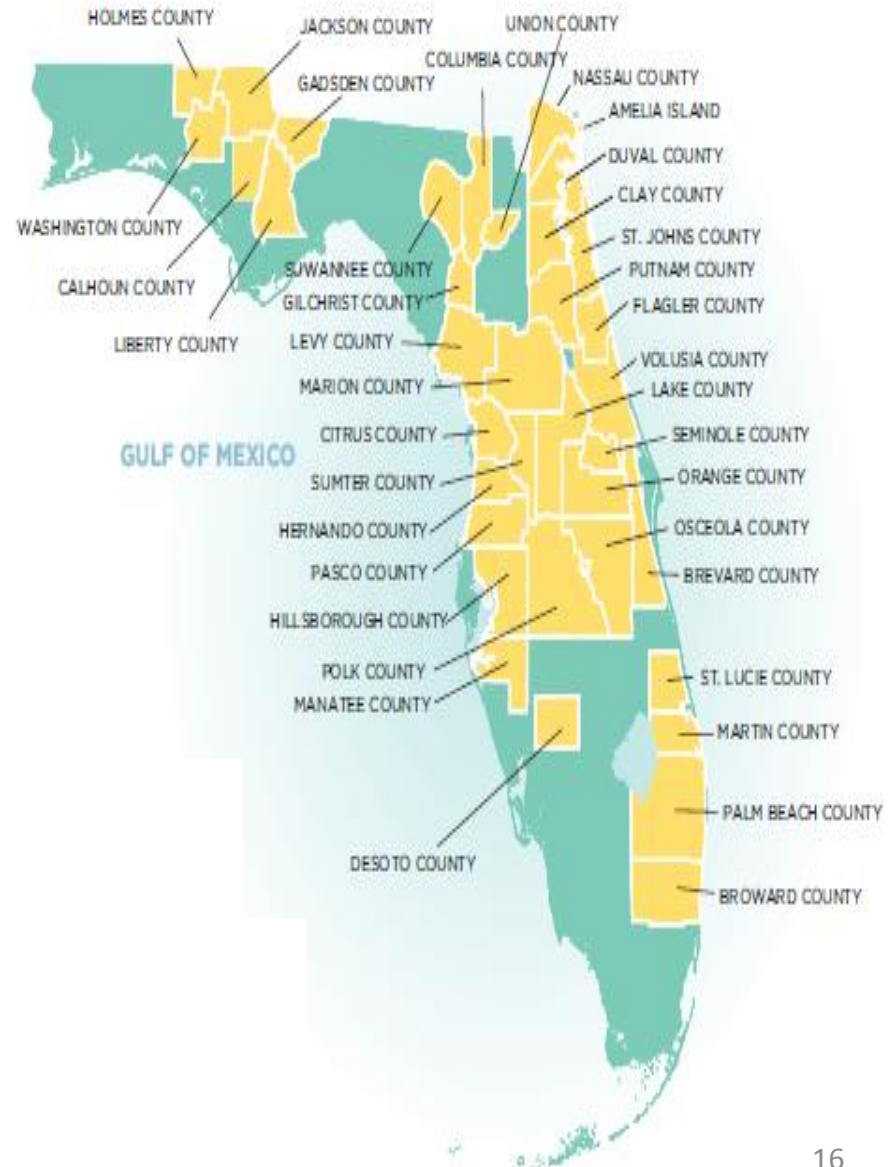 HOLMES COUNTY
JACKSON COUNTY
UNION COUNTY
COLUMBIA COUNTY
GADSDEN COUNTY
NASSAU COUNTY
AMELIA ISLAND
DUVAL COUNTY
CLAY COUNTY
WASHINGTON COUNTY
ST. JOHNS COUNTY
SUWANNEE COUNTY
PUTNAM COUNTY
CALHOUN COUNTY
GILCHRIST COUNTY
FLAGLER COUNTY
LIBERTY COUNTY
LEVY COUNTY
VOLUSIA COUNTY
MARION COUNTY
LAKE COUNTY
CITRUS COUNTY
SEMINOLE COUNTY
GULF OF MEXICO
SUMTER COUNTY
ORANGE COUNTY
HERNANDO COUNTY
OSCEOLA COUNTY
PASCO COUNTY
BREVARD COUNTY
HILLSBOROUGH COUNTY
POLK COUNTY
ST. LUCIE COUNTY
MANATEE COUNTY
MARTIN COUNTY
PALM BEACH COUNTY
DESOTO COUNTY
BROWARD COUNTY
16